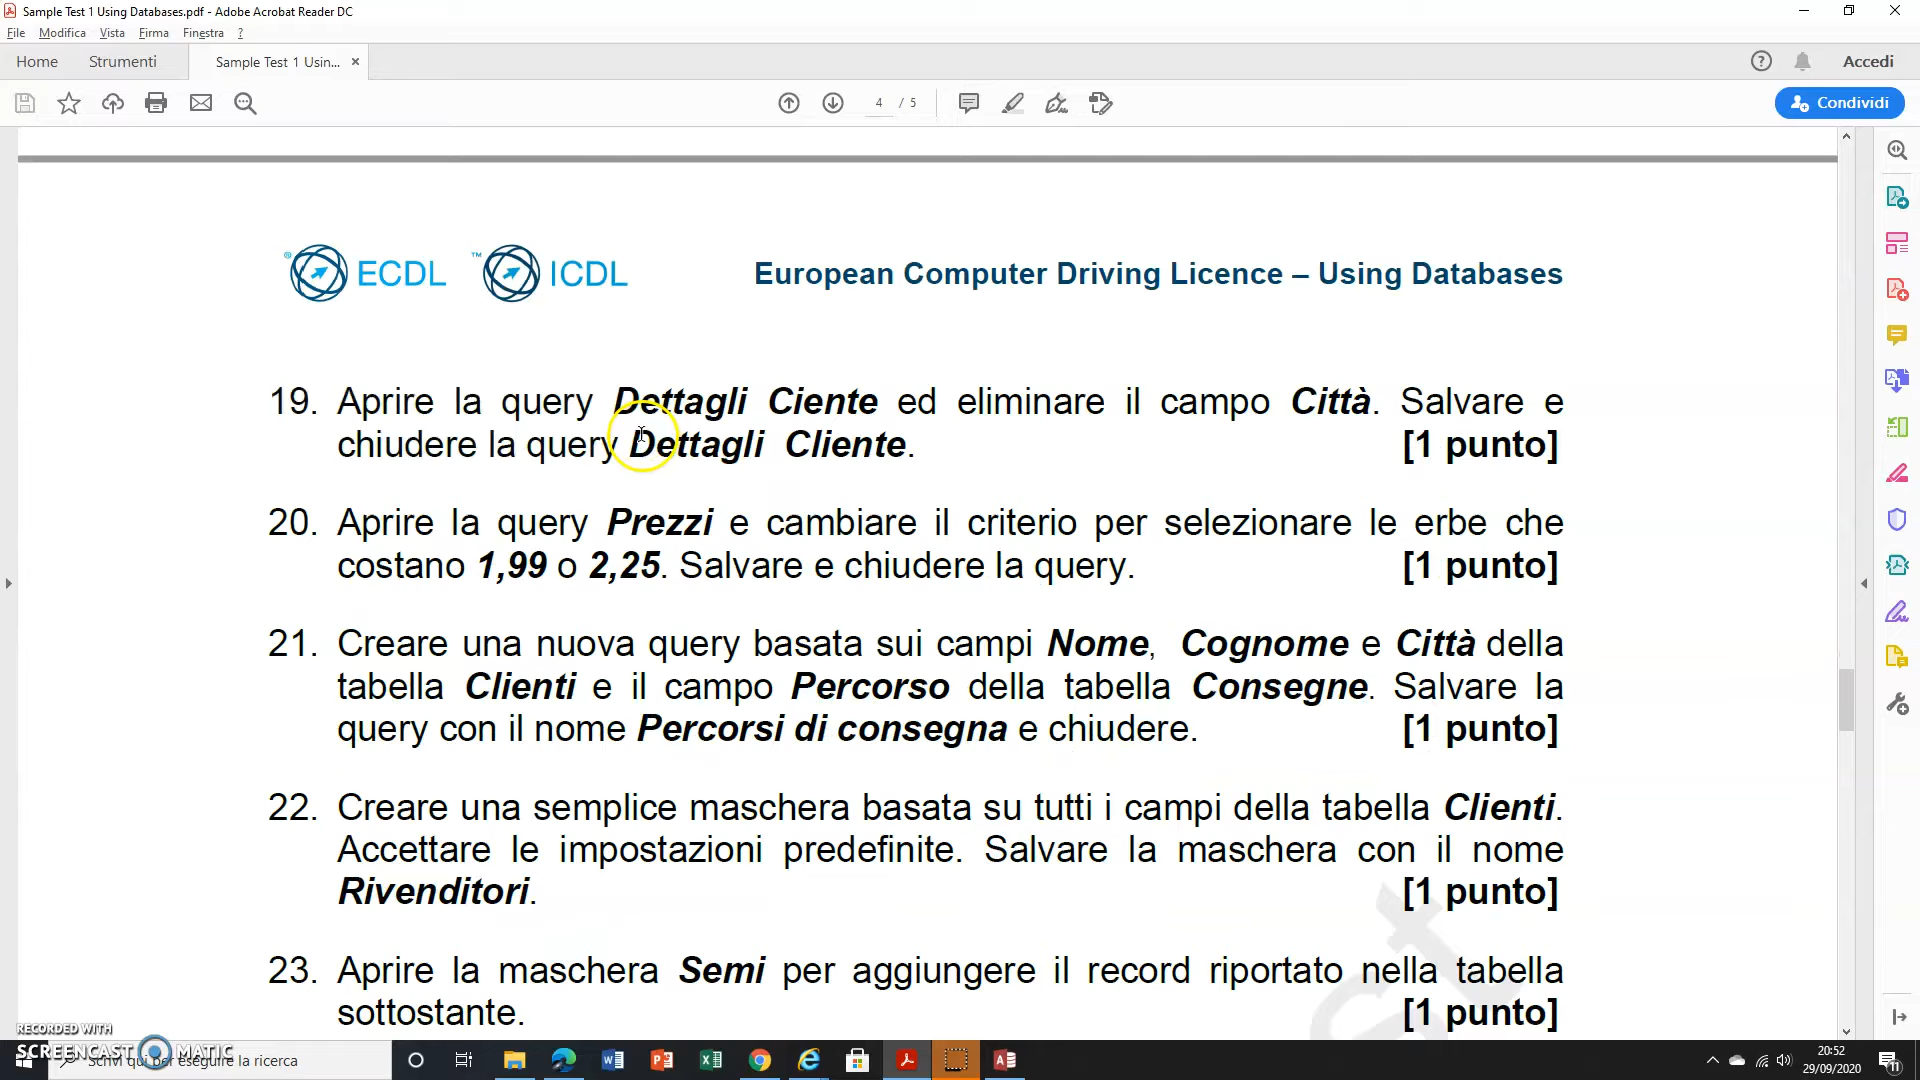 Sample Test 1 Using Databases.pdf - Adobe Acrobat Reader DC
File Modifica Vista Firma Finestra ?
Home Strumenti Sample Test 1 Usin... × Accedi
4 / 5 Condividi
® ECDL ™ ICDL European Computer Driving Licence – Using Databases
19. Aprire la query Dettagli Ciente ed eliminare il campo Città. Salvare e
chiudere la query Dettagli Cliente. [1 punto]
20. Aprire la query Prezzi e cambiare il criterio per selezionare le erbe che
costano 1,99 o 2,25. Salvare e chiudere la query. [1 punto]
21. Creare una nuova query basata sui campi Nome, Cognome e Città della
tabella Clienti e il campo Percorso della tabella Consegne. Salvare la
query con il nome Percorsi di consegna e chiudere. [1 punto]
22. Creare una semplice maschera basata su tutti i campi della tabella Clienti.
Accettare le impostazioni predefinite. Salvare la maschera con il nome
Rivenditori. [1 punto]
23. Aprire la maschera Semi per aggiungere il record riportato nella tabella
sottostante. [1 punto]
st
RECORDED WITH
SCREENCAST MATIC
Scrivi qui per eseguire la ricerca
20:52
29/09/2020
11